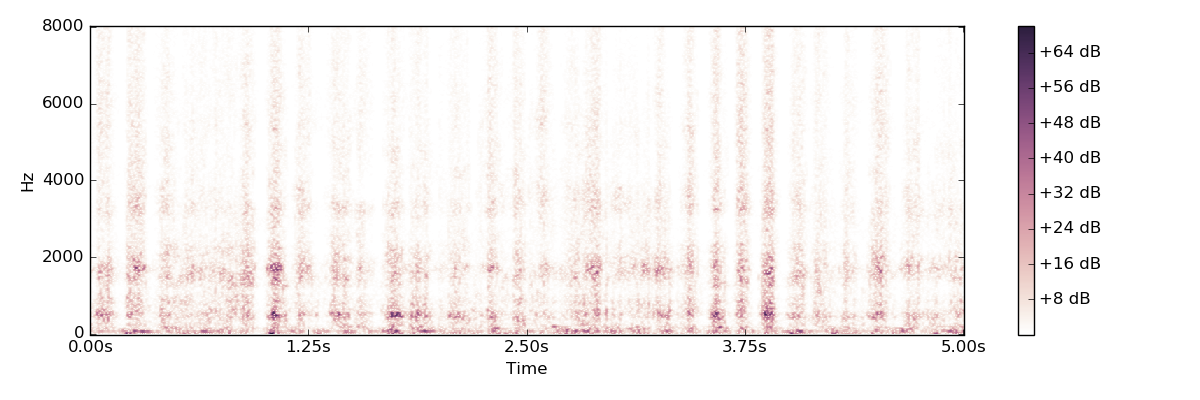 8000
6000
4000
2000
0
Hz
0.00s 1.25s 2.50s 3.75s 5.00s
Time
+64 dB
+56 dB
+48 dB
+40 dB
+32 dB
+24 dB
+16 dB
+8 dB